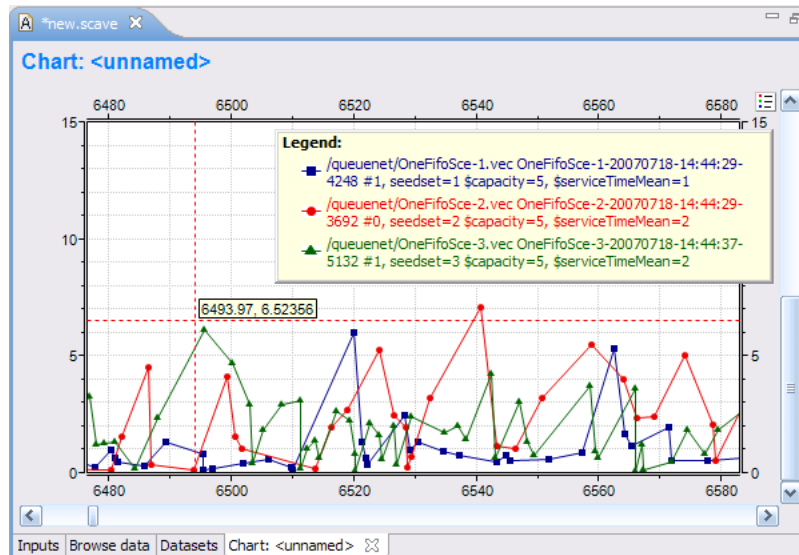 *new.scave
Chart: <unnamed>
6480 6500 6520 6540 6560 6580
15 15
Legend:
/queuenet/OneFifoSce-1.vec OneFifoSce-1-20070718-14:44:29-
4248 #1, seedset=1 $capacity=5, $serviceTimeMean=1
/queuenet/OneFifoSce-2.vec OneFifoSce-2-20070718-14:44:29-
3692 #0, seedset=2 $capacity=5, $serviceTimeMean=2
/queuenet/OneFifoSce-3.vec OneFifoSce-3-20070718-14:44:37-
5132 #1, seedset=3 $capacity=5, $serviceTimeMean=2
10 10
6493.97, 6.52356
5 5
0 0
6480 6500 6520 6540 6560 6580
Inputs Browse data Datasets Chart: <unnamed>